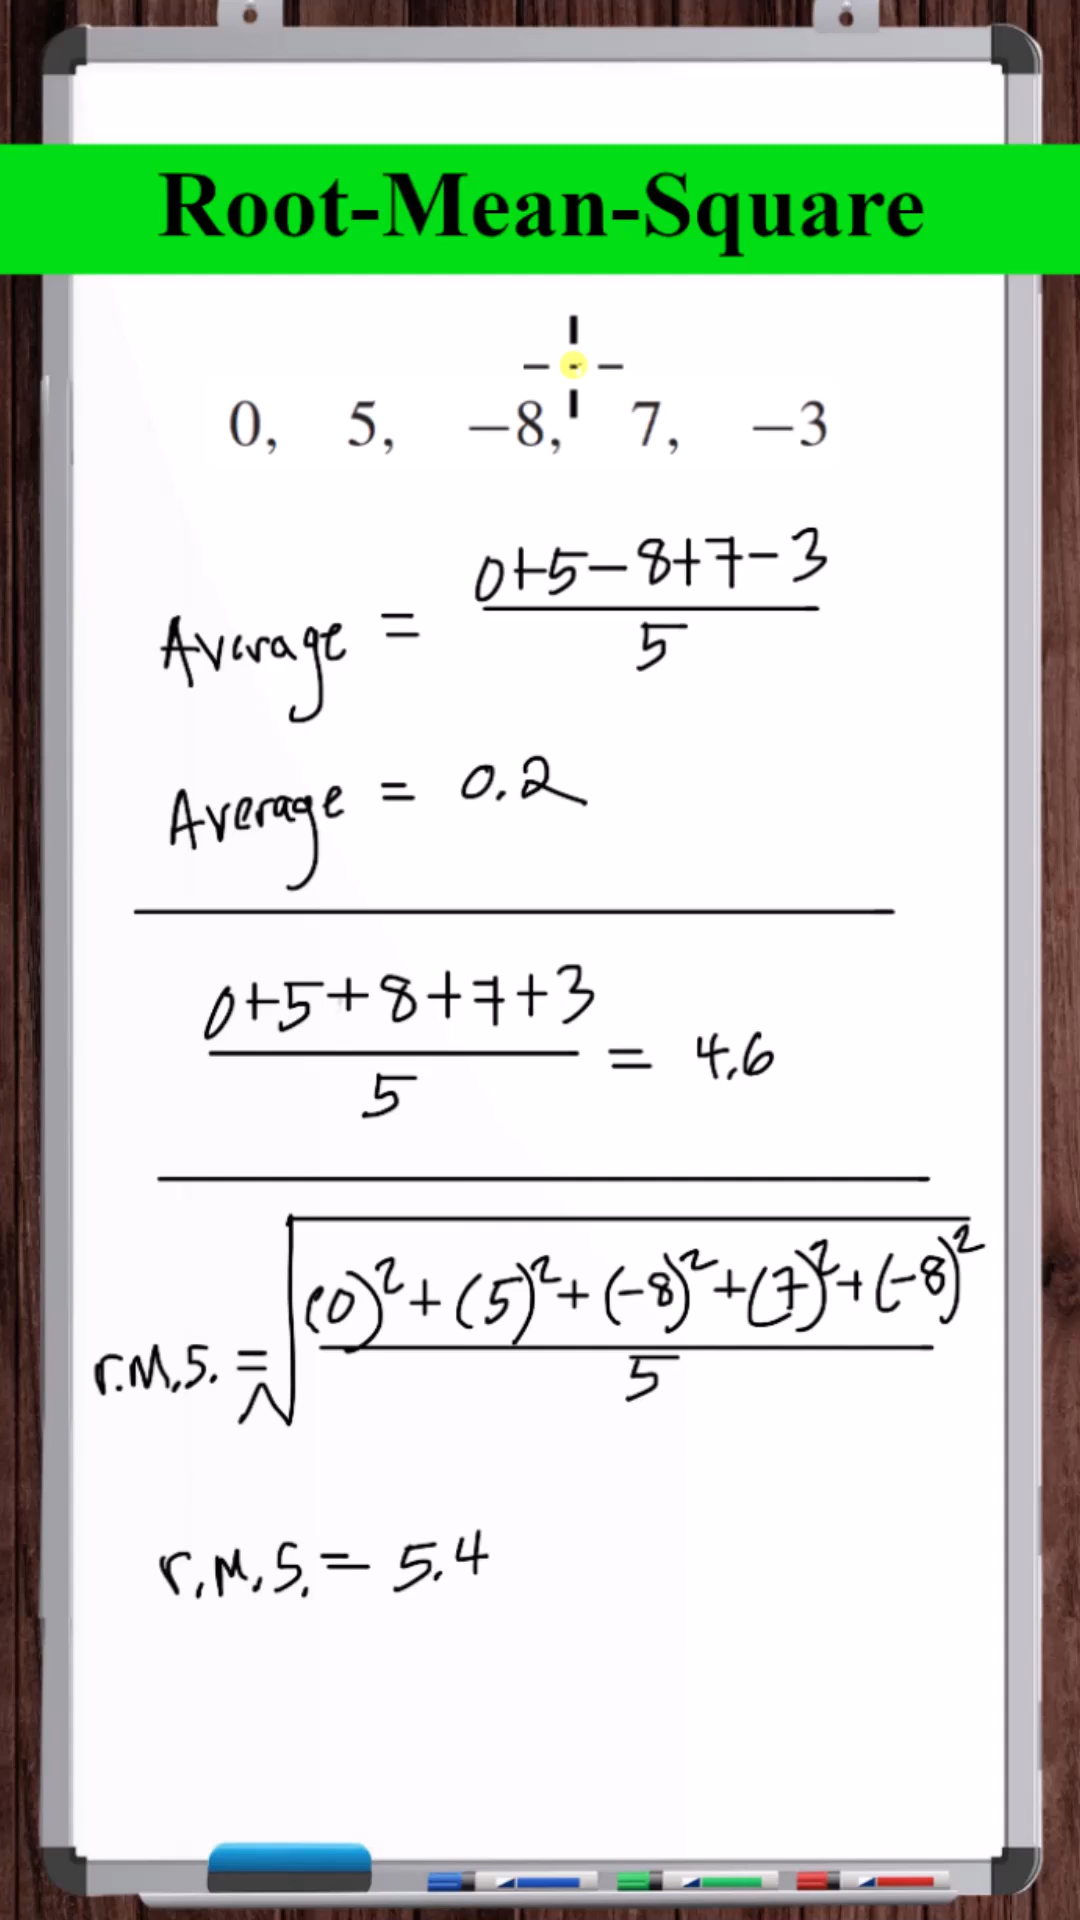 Root-Mean-Square
0, 5, −8, 7, −3
Average = (0+5−8+7−3)/5
Average = 0.2
(0+5+8+7+3)/5 = 4.6
r.M.S. = √(((0)²+(5)²+(−8)²+(7)²+(−8)²)/5)
r.M.S. = 5.4